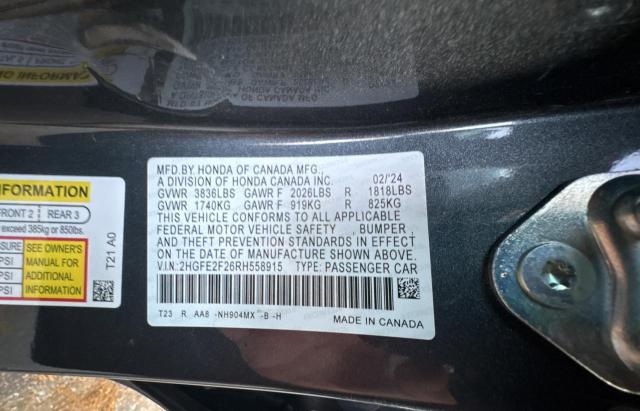 MFD. BY HONDA OF CANADA MFG.,
A DIVISION OF HONDA CANADA INC. 02/'24
GVWR 3836LBS GAWR F 2026LBS R 1818LBS
GVWR 1740KG GAWR F 919KG R 825KG
THIS VEHICLE CONFORMS TO ALL APPLICABLE
FEDERAL MOTOR VEHICLE SAFETY , BUMPER ,
AND THEFT PREVENTION STANDARDS IN EFFECT
ON THE DATE OF MANUFACTURE SHOWN ABOVE.
V.I.N.:2HGFE2F26RH558915 TYPE: PASSENGER CAR
T23 R AA8 -NH904MX -B -H
MADE IN CANADA
INFORMATION
FRONT 2 REAR 3
exceed 385kg or 850lbs.
SURE
PSI
PSI
SEE OWNER'S
MANUAL FOR
ADDITIONAL
INFORMATION
T21 A0